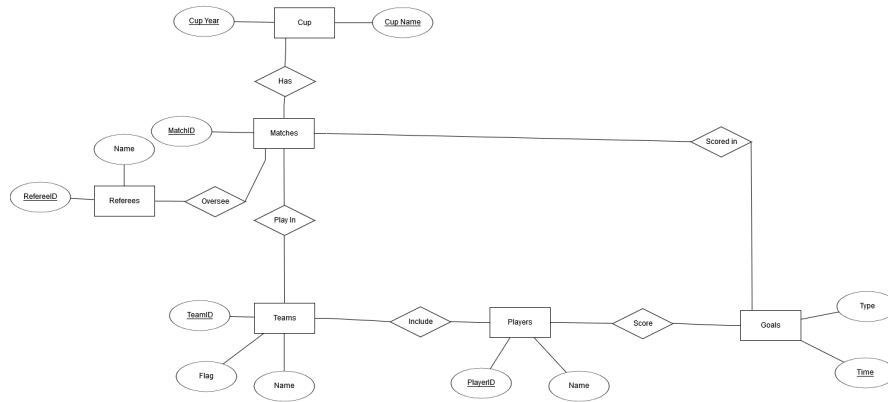 Cup Year
Cup
Cup Name
Has
MatchID
Matches
Scored in
Name
RefereeID
Referees
Oversee
Play In
TeamID
Teams
Include
Players
Score
Goals
Type
Flag
Name
PlayerID
Name
Time